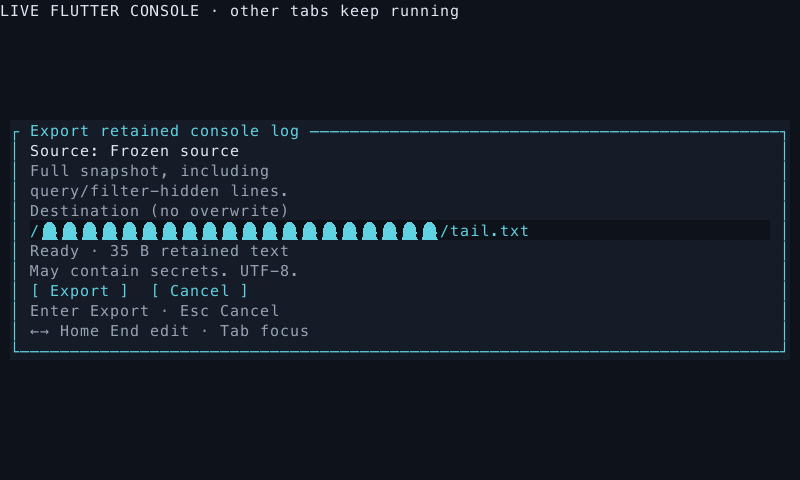 LIVE FLUTTER CONSOLE · other tabs keep running
Export retained console log
Source: Frozen source
Full snapshot, including
query/filter-hidden lines.
Destination (no overwrite)
/👤👤👤👤👤👤👤👤👤👤👤👤👤👤👤👤👤👤👤👤/tail.txt
Ready · 35 B retained text
May contain secrets. UTF-8.
[ Export ]  [ Cancel ]
Enter Export · Esc Cancel
←→ Home End edit · Tab focus